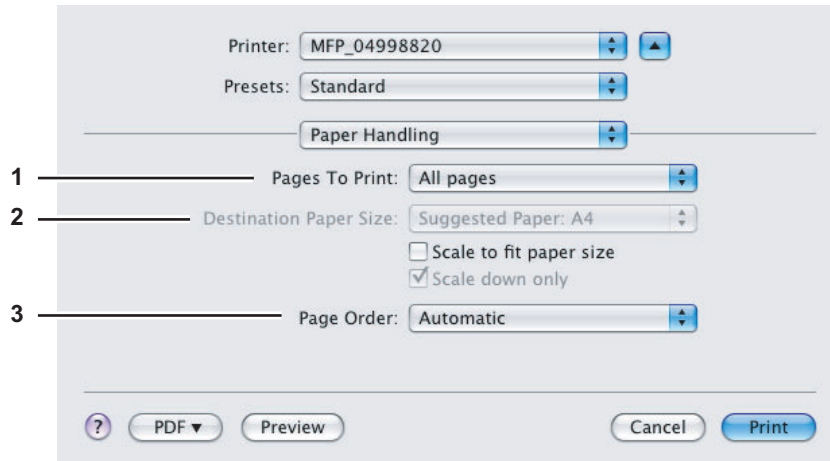 Printer: MFP_04998820
Presets: Standard
Paper Handling
1 Pages To Print: All pages
2 Destination Paper Size: Suggested Paper: A4
Scale to fit paper size
Scale down only
3 Page Order: Automatic
? PDF ▼ Preview Cancel Print